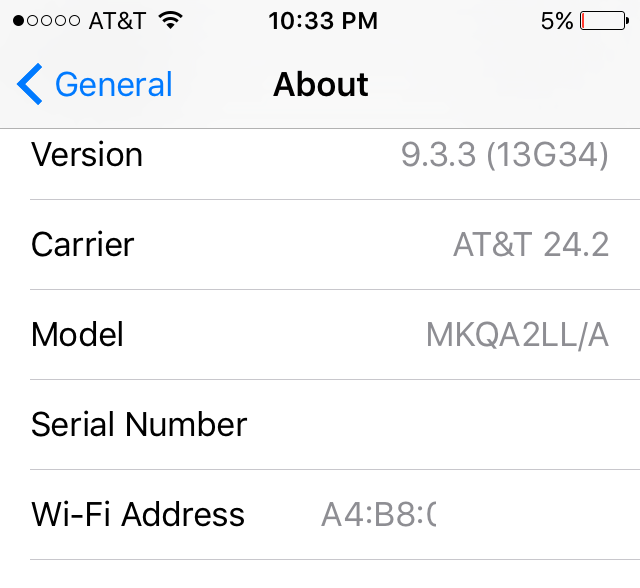 AT&T 10:33 PM 5%
General About
Version 9.3.3 (13G34)
Carrier AT&T 24.2
Model MKQA2LL/A
Serial Number
Wi-Fi Address A4:B8: